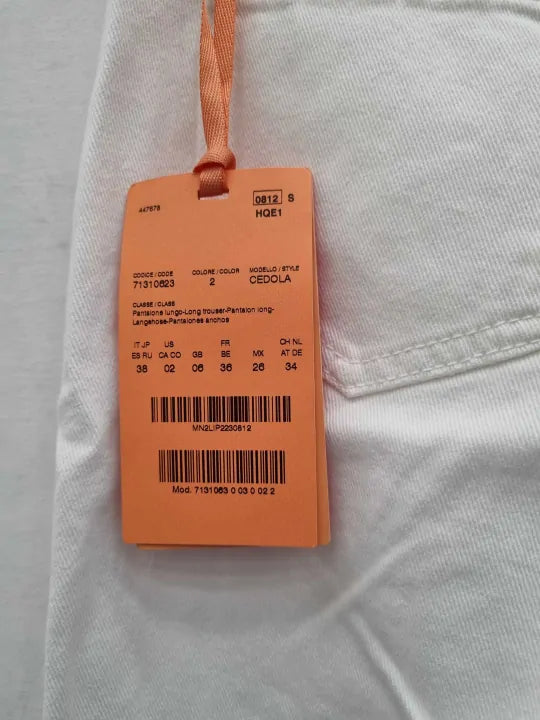 447678
0812 S
HQE1
CODICE / CODE COLORE / COLOR MODELLO / STYLE
71310623 2 CEDOLA
CLASSE / CLASS
Pantalone lungo-Long trouser-Pantalon long-
Langehose-Pantalones anchos
IT JP US FR CH NL
ES RU CA CO GB BE MX AT DE
38 02 06 36 26 34
MN2LIP2230812
Mod. 7131063 0 03 0 02 2